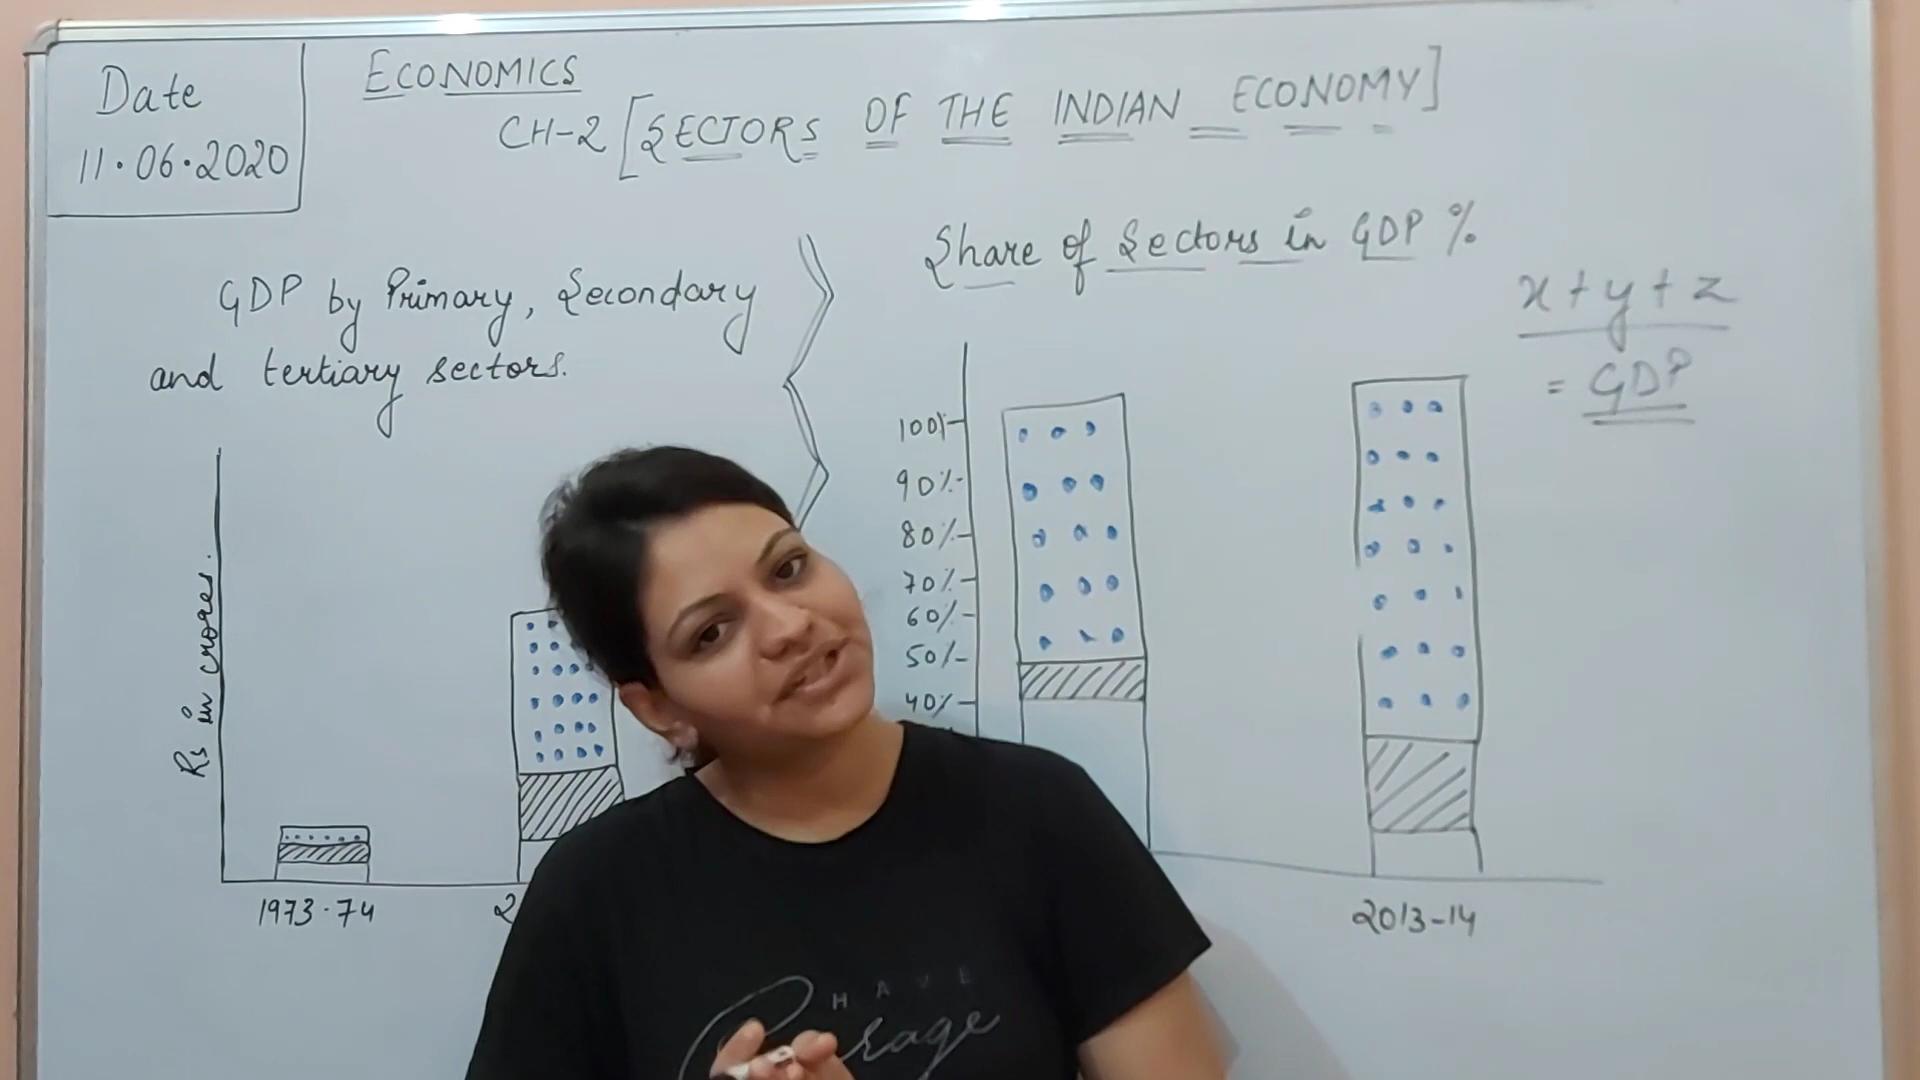 Date
11.06.2020
ECONOMICS
CH-2 [SECTORS OF THE INDIAN ECONOMY]
GDP by Primary, Secondary
and tertiary sectors.
Rs in crores.
1973-74
2
Share of Sectors in GDP %
100%
90%
80%
70%
60%
50%
40%
2013-14
x + y + z
= GDP
HAVE